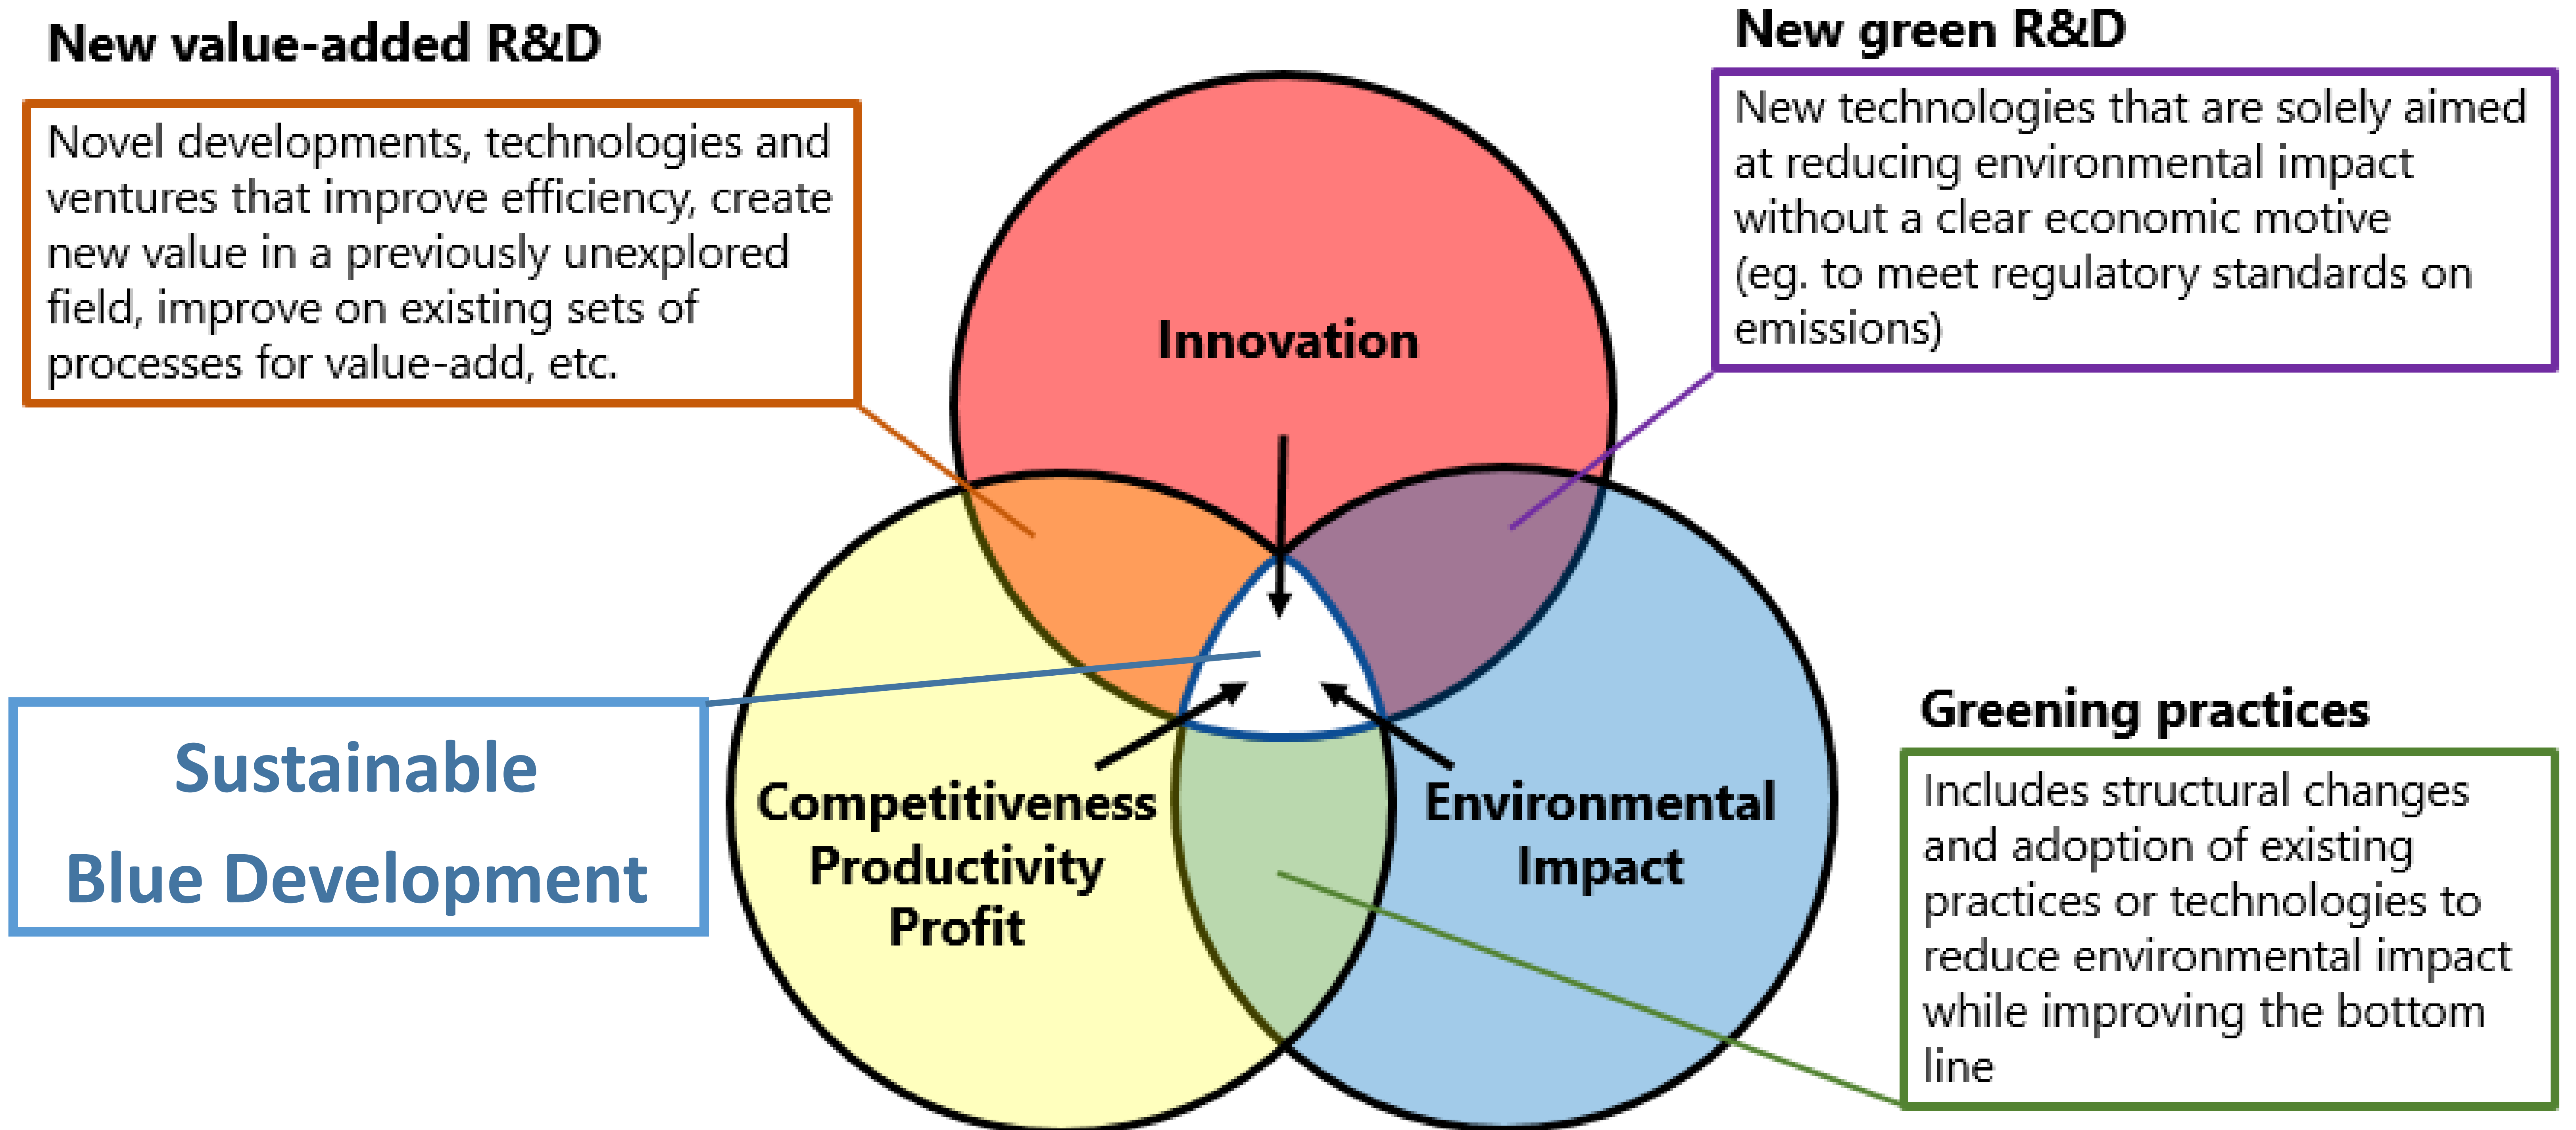 New value-added R&D
Novel developments, technologies and
ventures that improve efficiency, create
new value in a previously unexplored
field, improve on existing sets of
processes for value-add, etc.
New green R&D
New technologies that are solely aimed
at reducing environmental impact
without a clear economic motive
(eg. to meet regulatory standards on
emissions)
Innovation
Sustainable
Blue Development
Competitiveness
Productivity
Profit
Environmental
Impact
Greening practices
Includes structural changes
and adoption of existing
practices or technologies to
reduce environmental impact
while improving the bottom
line